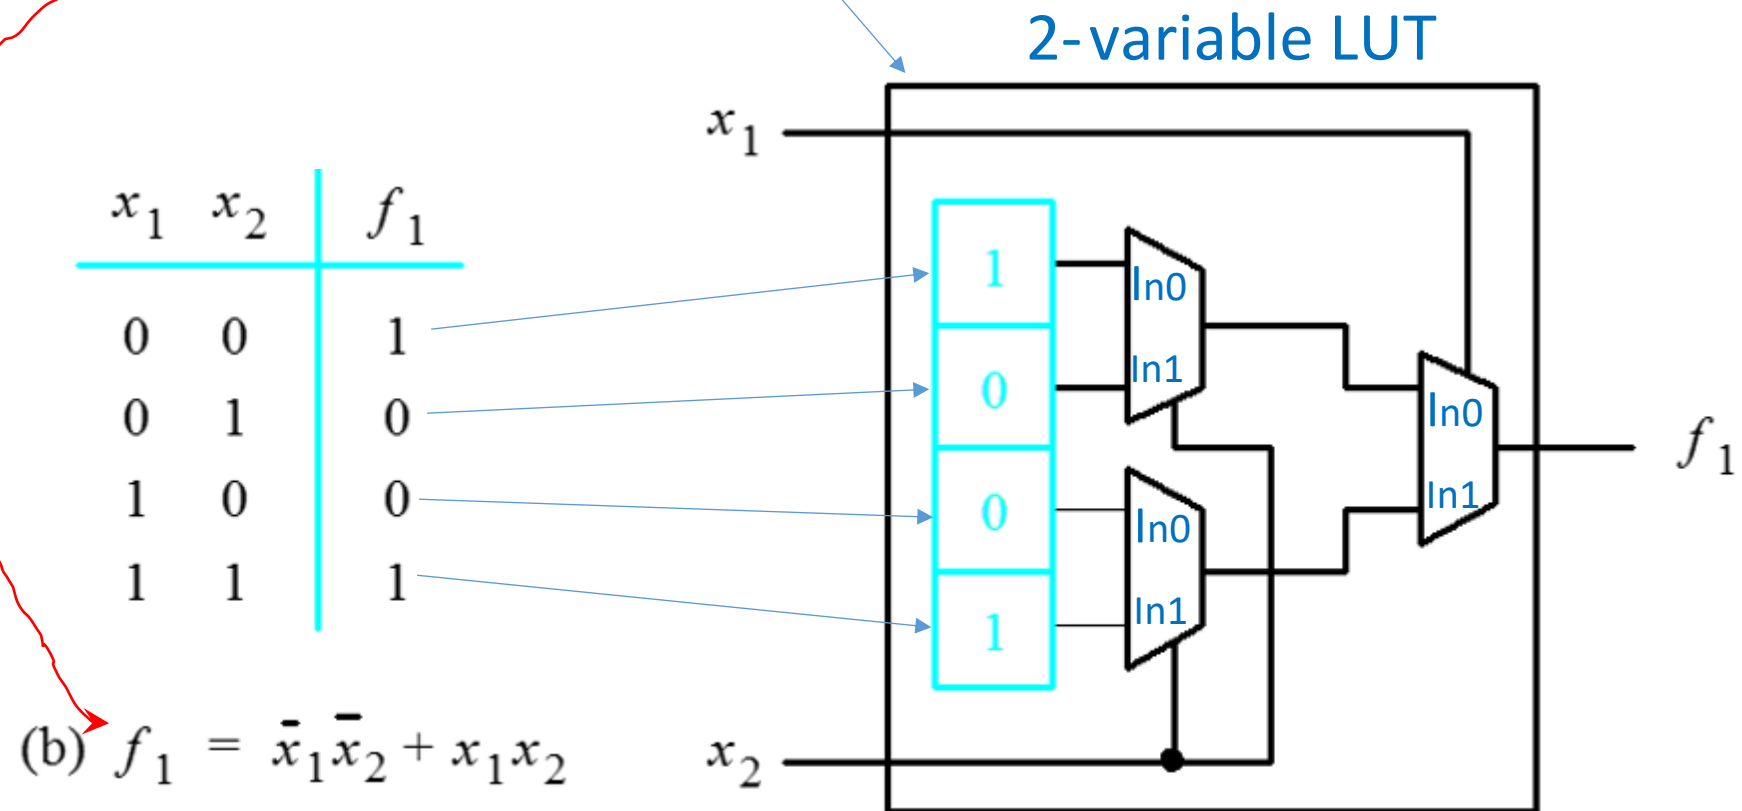 2-variable LUT
x1
x1 x2 f1
0 0 1
0 1 0
1 0 0
1 1 1
1
0
0
1
In0
In1
In0
In1
In0
In1
f1
(b) f1 = x̄1x̄2 + x1x2
x2